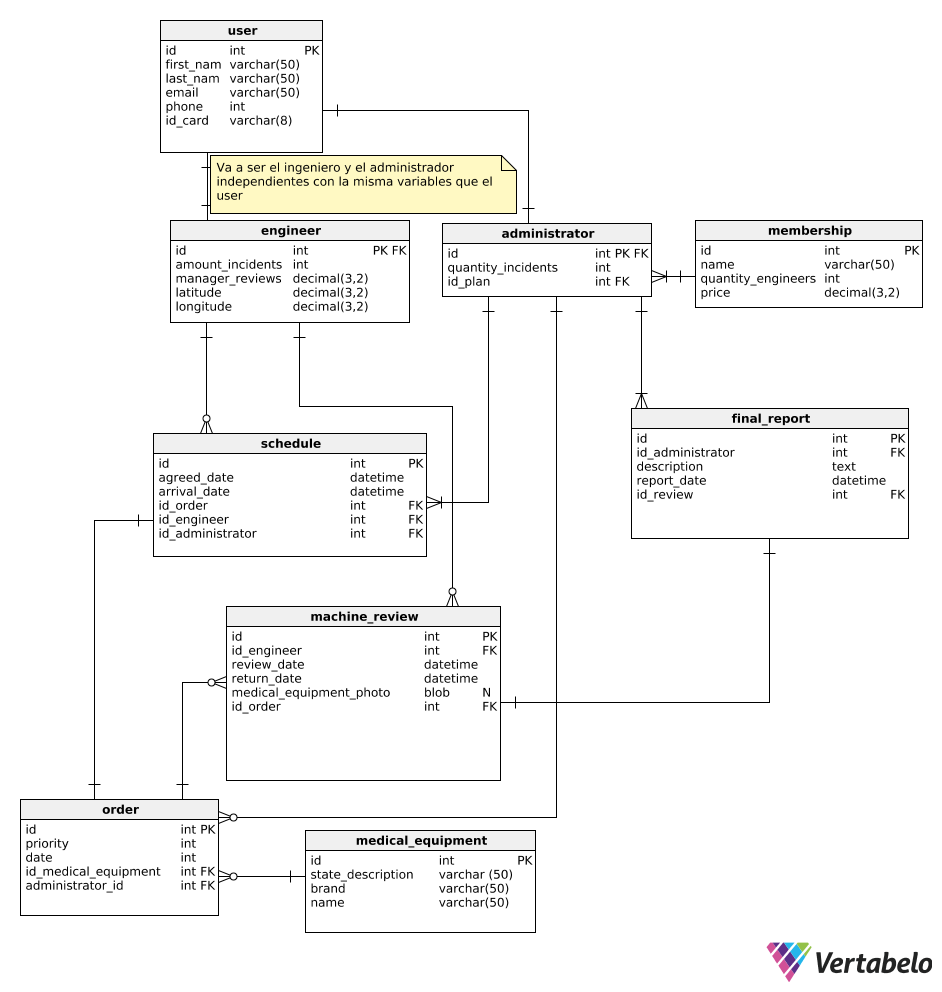 user
id int PK
first_nam varchar(50)
last_nam varchar(50)
email varchar(50)
phone int
id_card varchar(8)
Va a ser el ingeniero y el administrador
independientes con la misma variables que el
user
engineer
id int PK FK
amount_incidents int
manager_reviews decimal(3,2)
latitude decimal(3,2)
longitude decimal(3,2)
administrator
id int PK FK
quantity_incidents int
id_plan int FK
membership
id int PK
name varchar(50)
quantity_engineers int
price decimal(3,2)
schedule
id int PK
agreed_date datetime
arrival_date datetime
id_order int FK
id_engineer int FK
id_administrator int FK
final_report
id int PK
id_administrator int FK
description text
report_date datetime
id_review int FK
machine_review
id int PK
id_engineer int FK
review_date datetime
return_date datetime
medical_equipment_photo blob N
id_order int FK
order
id int PK
priority int
date int
id_medical_equipment int FK
administrator_id int FK
medical_equipment
id int PK
state_description varchar (50)
brand varchar(50)
name varchar(50)
Vertabelo